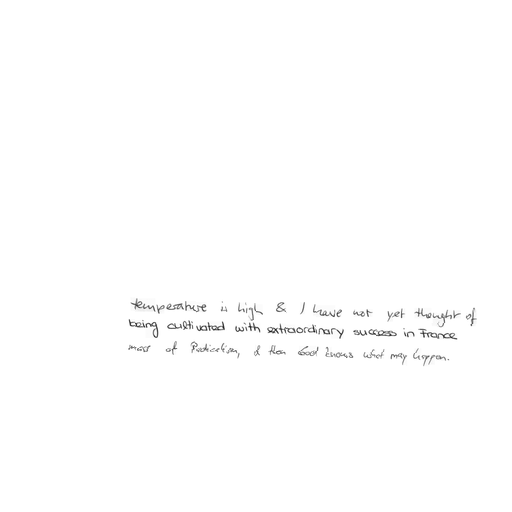 temperature is high & I have not yet thought of
being cultivated with extraordinary success in France
mass of Radicalism, & then God knows what may happen.